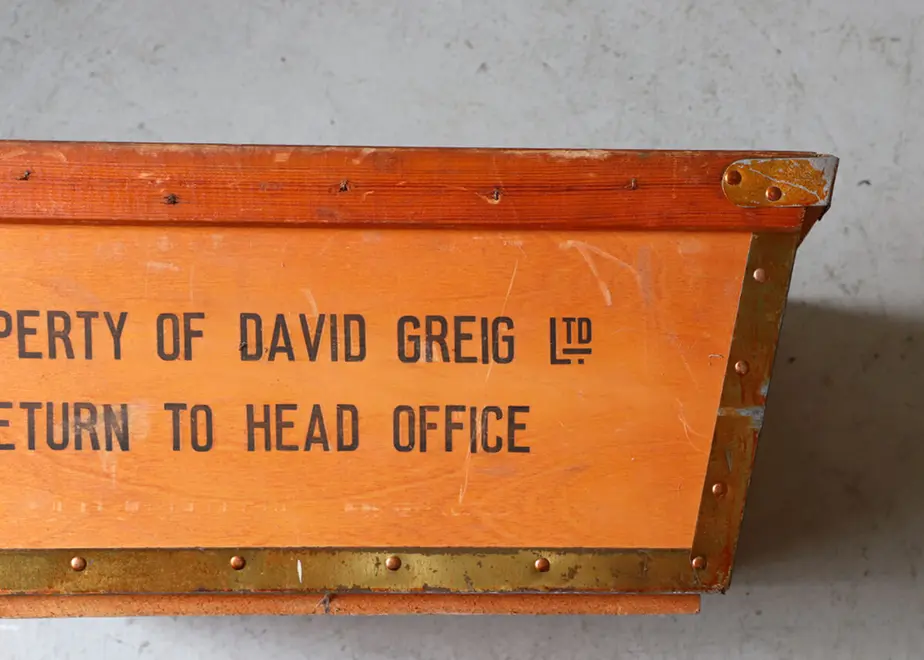 PERTY OF DAVID GREIG LTD.
ETURN TO HEAD OFFICE